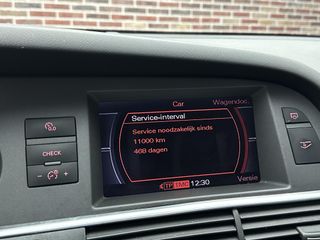 Car
Wagendoc.
Service-interval
Service noodzakelijk sinds
11000 km
468 dagen
CHECK
TP TMC 12:30
Versie